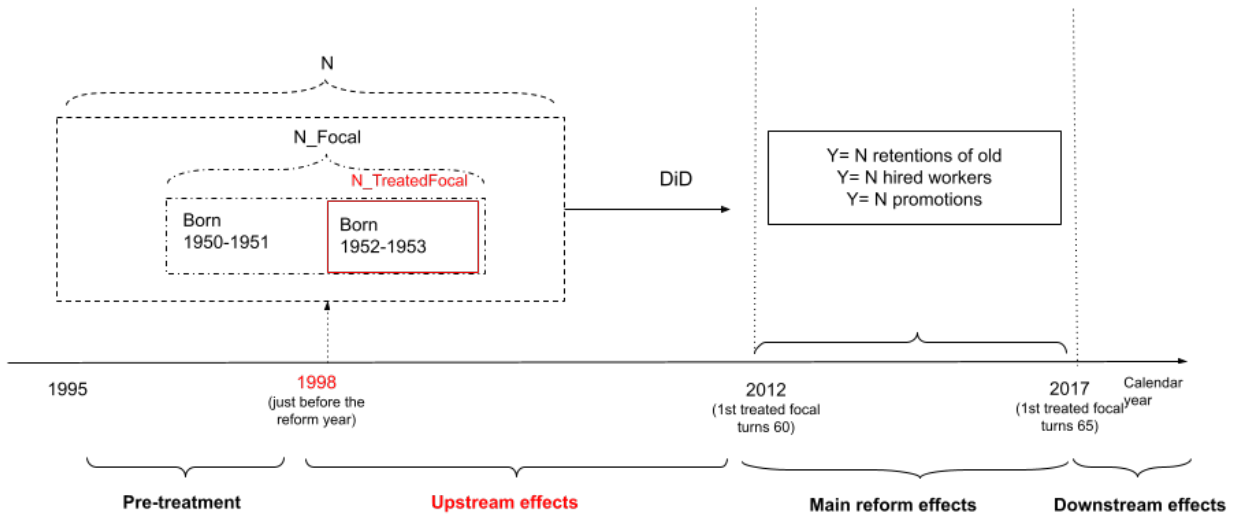 N
N_Focal
N_TreatedFocal
Born
1950-1951
Born
1952-1953
DiD
Y= N retentions of old
Y= N hired workers
Y= N promotions
1995
1998
(just before the
reform year)
2012
(1st treated focal
turns 60)
2017
(1st treated focal
turns 65)
Calendar
year
Pre-treatment
Upstream effects
Main reform effects
Downstream effects